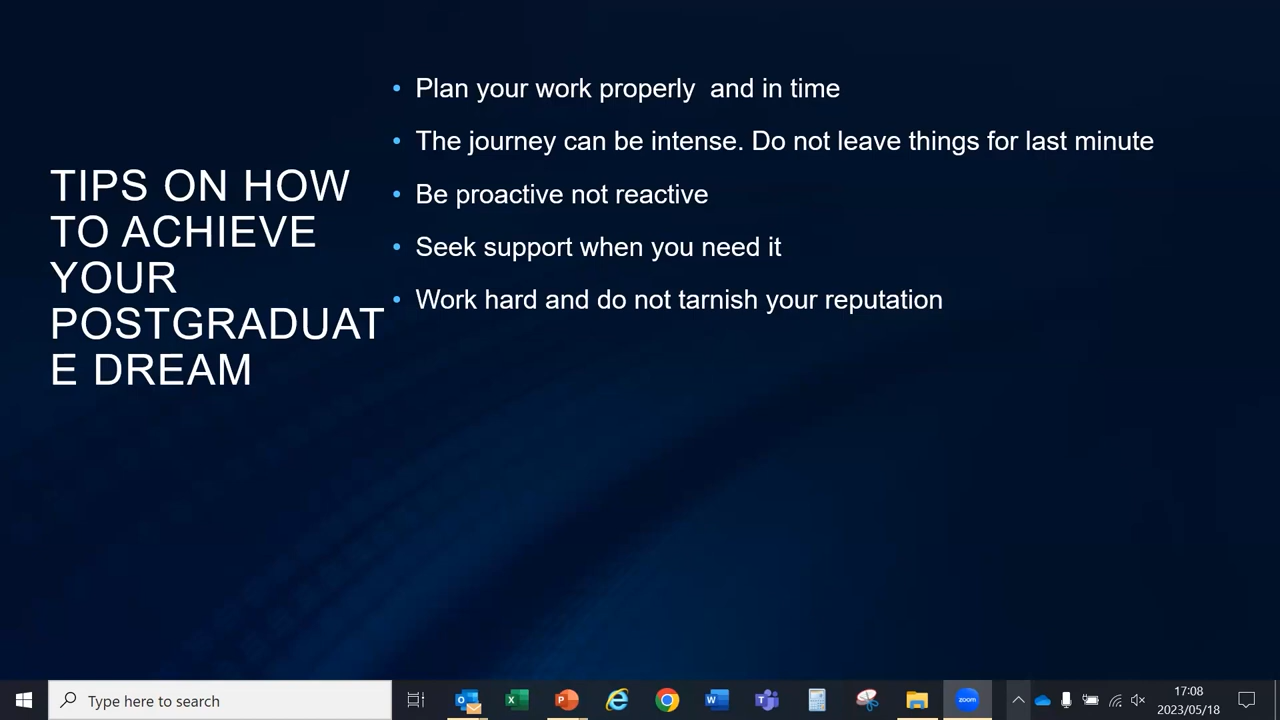 TIPS ON HOW
TO ACHIEVE
YOUR
POSTGRADUAT
E DREAM
• Plan your work properly  and in time
• The journey can be intense. Do not leave things for last minute
• Be proactive not reactive
• Seek support when you need it
• Work hard and do not tarnish your reputation
Type here to search
zoom
17:08
2023/05/18